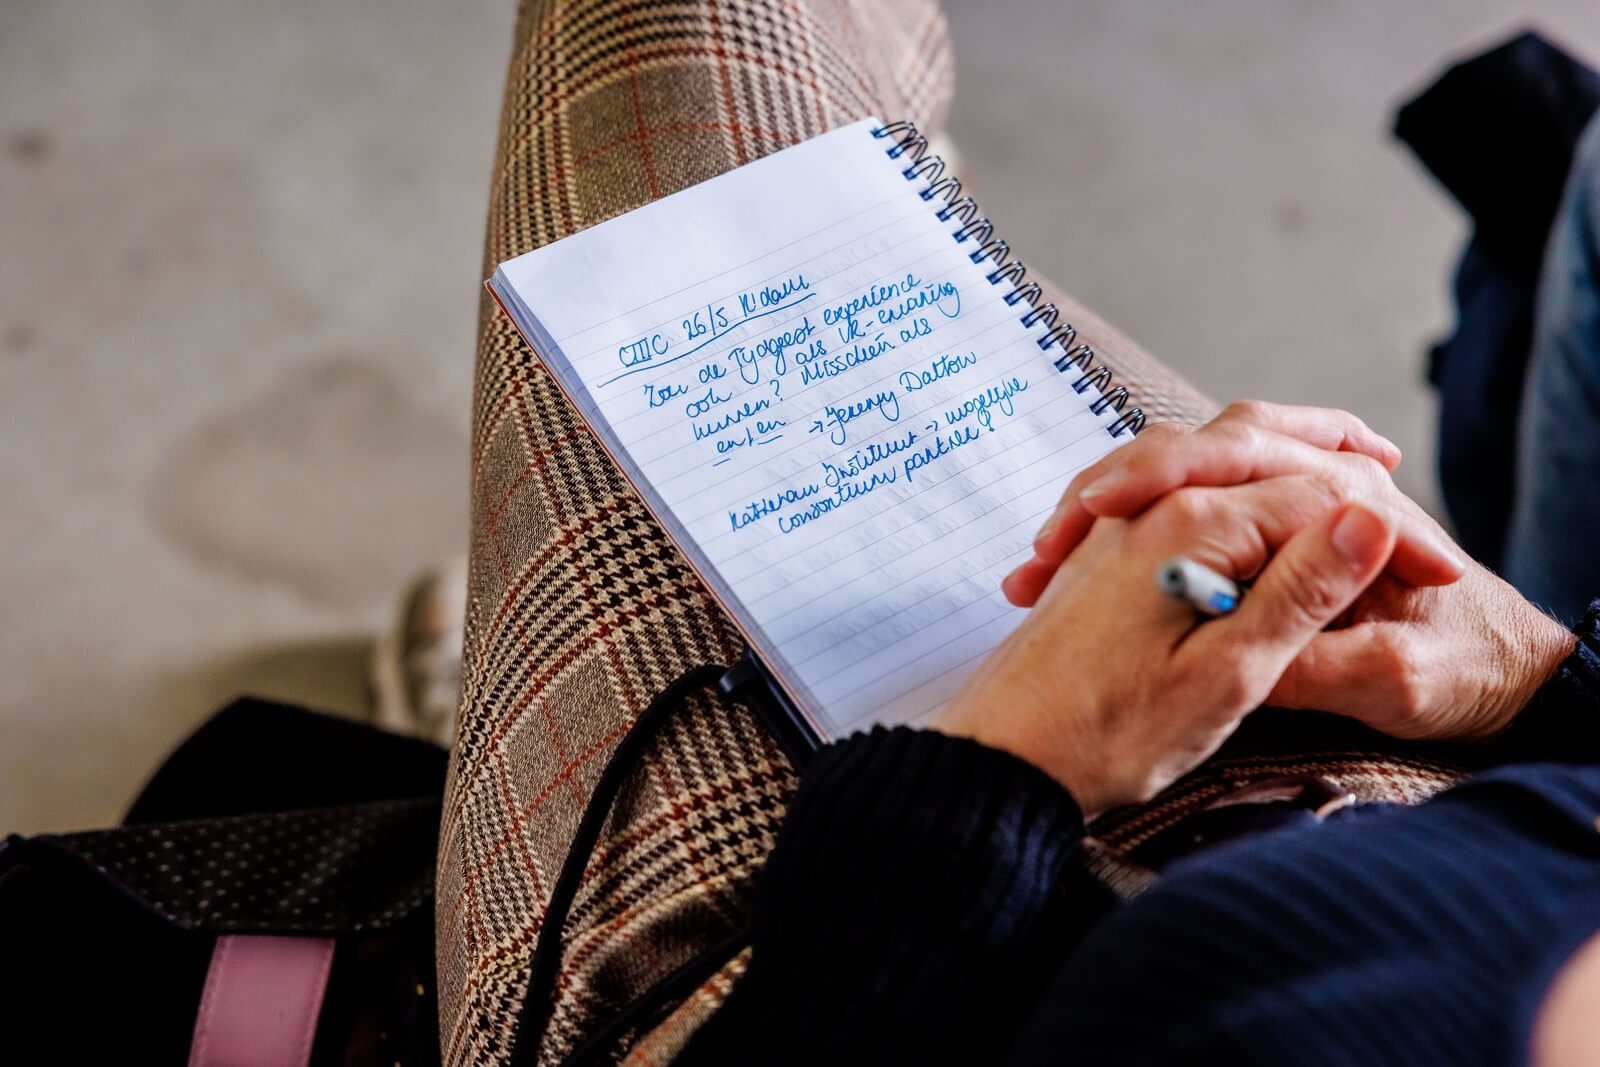 CIIIC 26/5 R'dam
Zou de Tijdgeest experience
ook als VR-ervaring
kunnen? Misschien als
en/en → Jeremy Dalton
Rathenau Instituut → mogelijke
consortium partner?